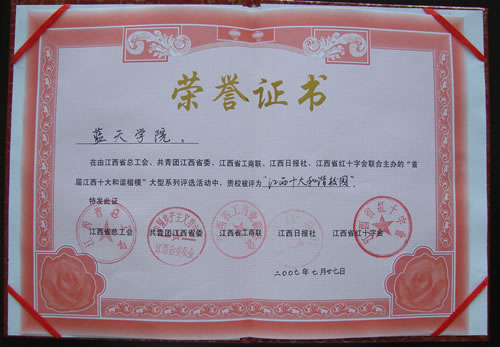 荣誉证书
蓝天学院：
在由江西省总工会、共青团江西省委、江西省工商联、江西日报社、江西省红十字会联合主办的“首
届江西十大和谐楷模”大型系列评选活动中，贵校被评为“江西十大和谐校园”。
特发此证
江西省总工会 共青团江西省委 江西省工商联 江西日报社 江西省红十字会
二〇〇七年七月廿七日